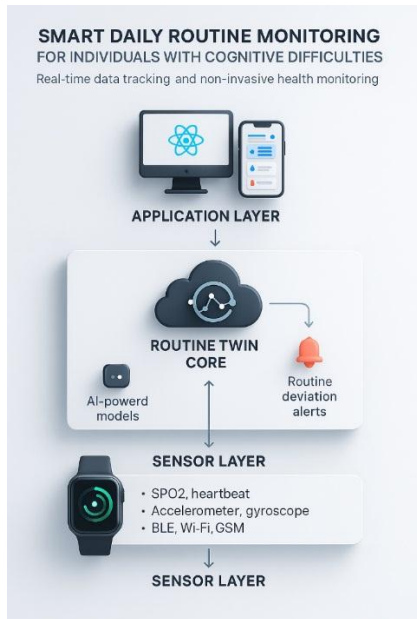 SMART DAILY ROUTINE MONITORING
FOR INDIVIDUALS WITH COGNITIVE DIFFICULTIES
Real-time data tracking and non-invasive health monitoring
APPLICATION LAYER
ROUTINE TWIN
CORE
AI-powerd
models
Routine
deviation
alerts
SENSOR LAYER
• SPO2, heartbeat
• Accelerometer, gyroscope
• BLE, Wi-Fi, GSM
SENSOR LAYER